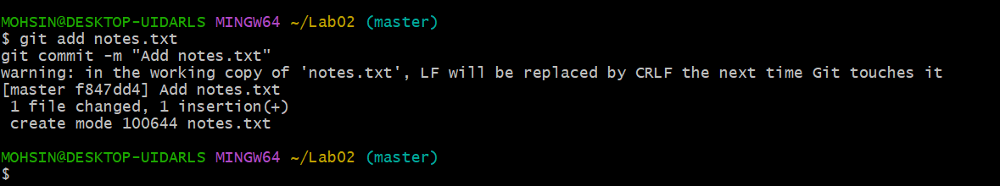 MOHSIN@DESKTOP-UIDARLS MINGW64 ~/Lab02 (master)
$ git add notes.txt
git commit -m "Add notes.txt"
warning: in the working copy of 'notes.txt', LF will be replaced by CRLF the next time Git touches it
[master f847dd4] Add notes.txt
 1 file changed, 1 insertion(+)
 create mode 100644 notes.txt

MOHSIN@DESKTOP-UIDARLS MINGW64 ~/Lab02 (master)
$